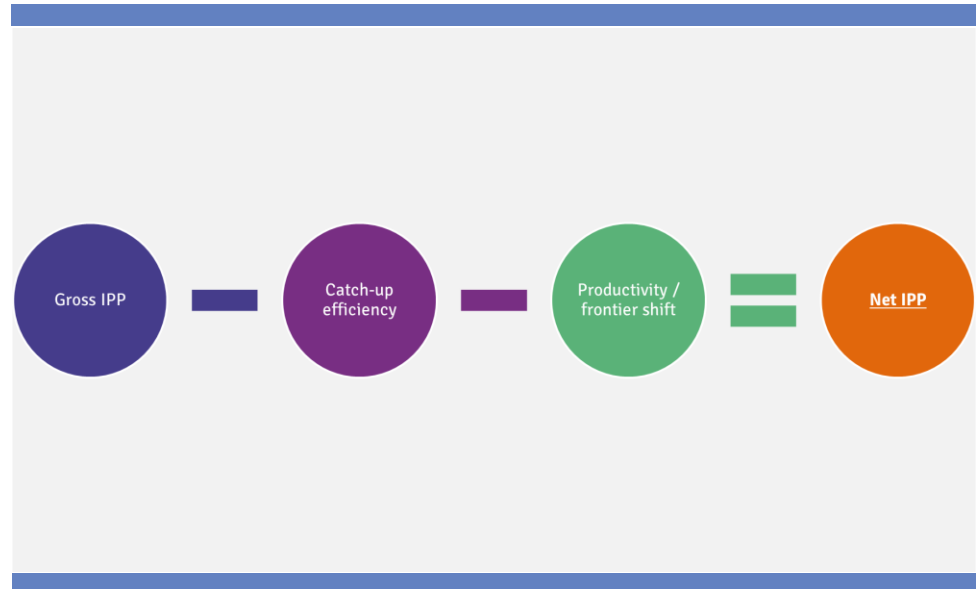 Gross IPP
Catch-up
efficiency
Productivity /
frontier shift
Net IPP